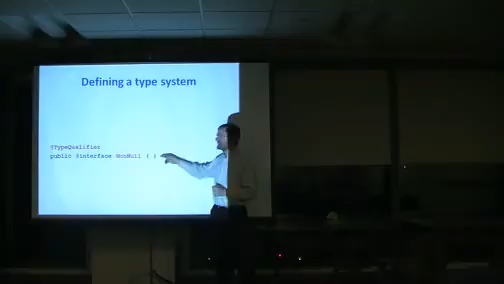 Defining a type system
@TypeQualifier
public @interface NonNull { }